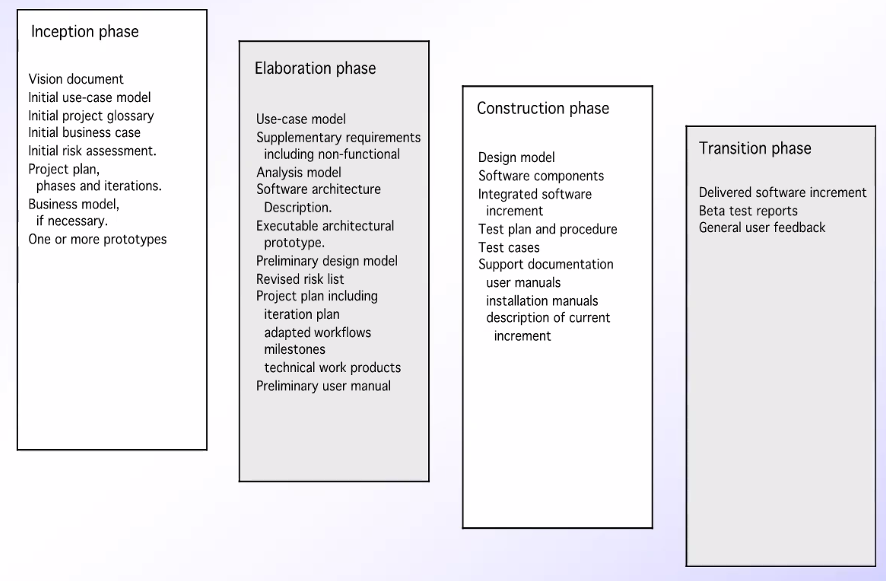 Inception phase
Vision document
Initial use-case model
Initial project glossary
Initial business case
Initial risk assessment.
Project plan,
phases and iterations.
Business model,
if necessary.
One or more prototypes
Elaboration phase
Use-case model
Supplementary requirements
including non-functional
Analysis model
Software architecture
Description.
Executable architectural
prototype.
Preliminary design model
Revised risk list
Project plan including
iteration plan
adapted workflows
milestones
technical work products
Preliminary user manual
Construction phase
Design model
Software components
Integrated software
increment
Test plan and procedure
Test cases
Support documentation
user manuals
installation manuals
description of current
increment
Transition phase
Delivered software increment
Beta test reports
General user feedback